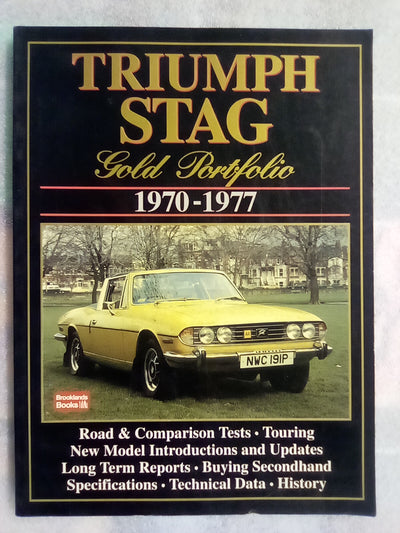 TRIUMPH
STAG
Gold Portfolio
1970-1977
NWC 191P
Brooklands
Books
Road & Comparison Tests • Touring
New Model Introductions and Updates
Long Term Reports • Buying Secondhand
Specifications • Technical Data • History